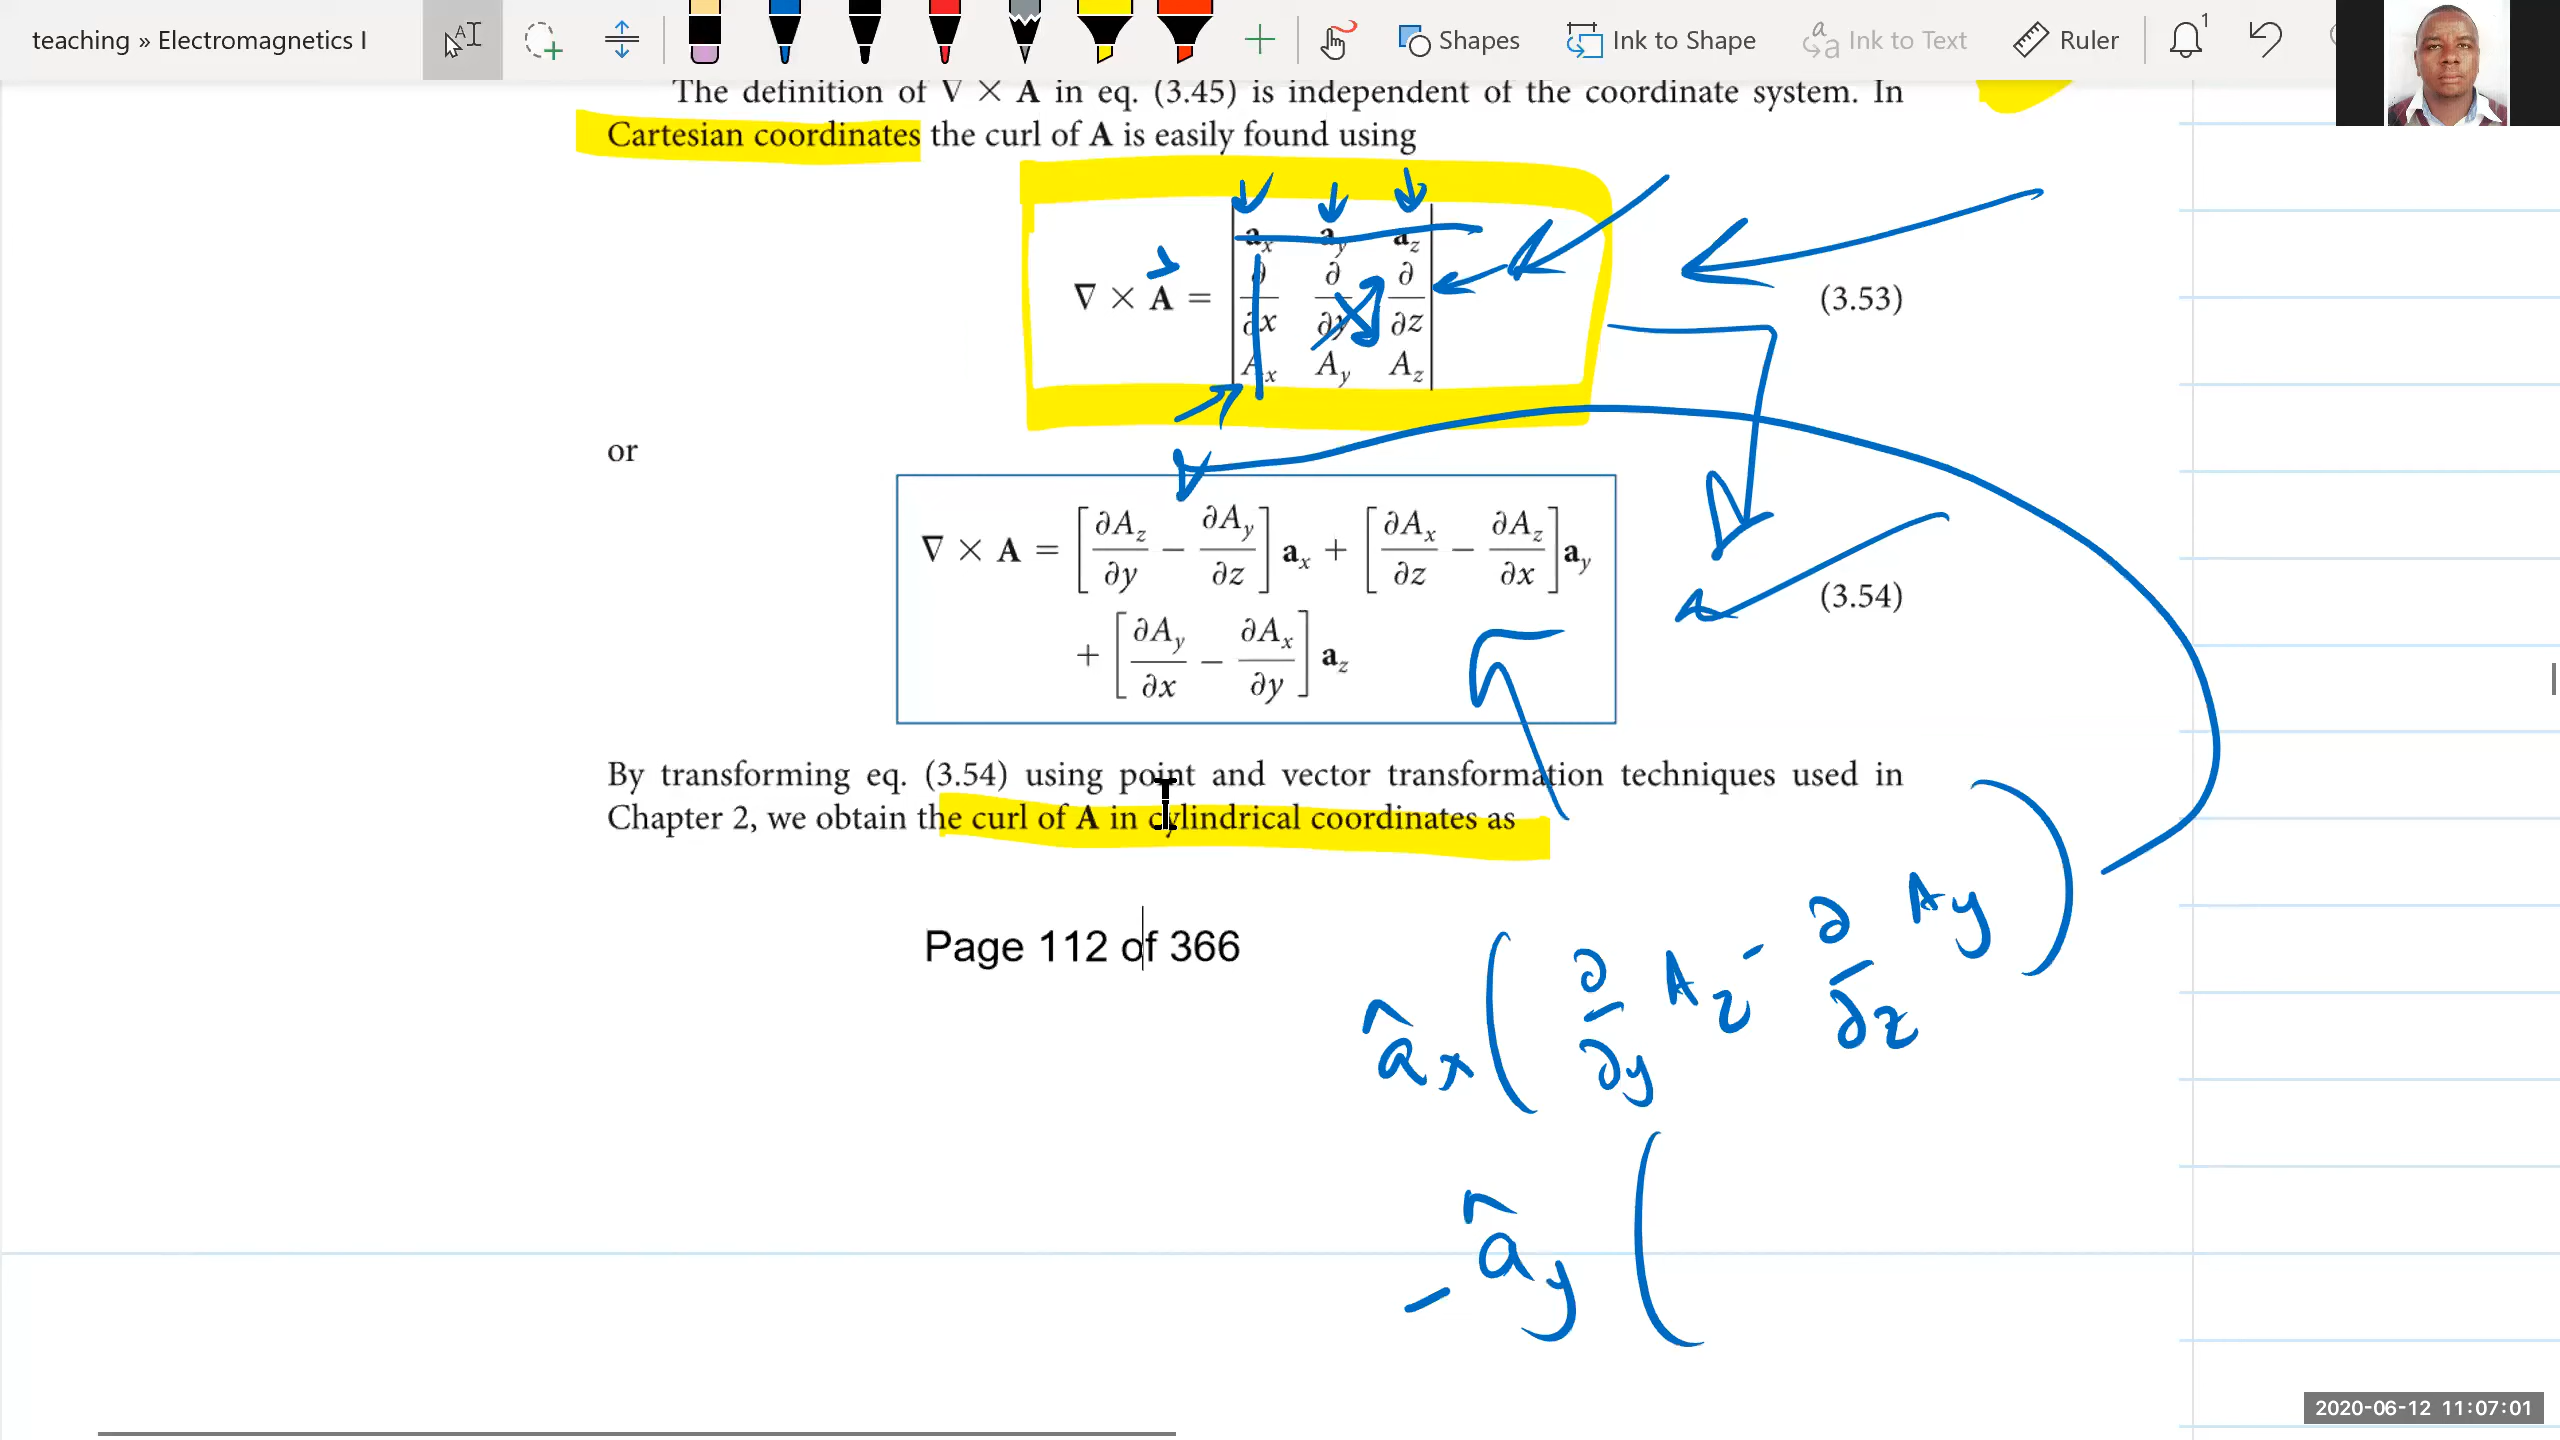 teaching » Electromagnetics I
Shapes Ink to Shape Ink to Text Ruler 1
The definition of ∇ × A in eq. (3.45) is independent of the coordinate system. In
Cartesian coordinates the curl of A is easily found using
∇ × A = | a_x a_y a_z |
| ∂/∂x ∂/∂y ∂/∂z |
| A_x A_y A_z |
(3.53)
or
∇ × A = [∂A_z/∂y − ∂A_y/∂z] a_x + [∂A_x/∂z − ∂A_z/∂x] a_y
+ [∂A_y/∂x − ∂A_x/∂y] a_z
(3.54)
By transforming eq. (3.54) using point and vector transformation techniques used in
Chapter 2, we obtain the curl of A in cylindrical coordinates as
Page 112 of 366
â_x ( ∂/∂y A_z - ∂/∂z A_y )
- â_y (
2020-06-12 11:07:01